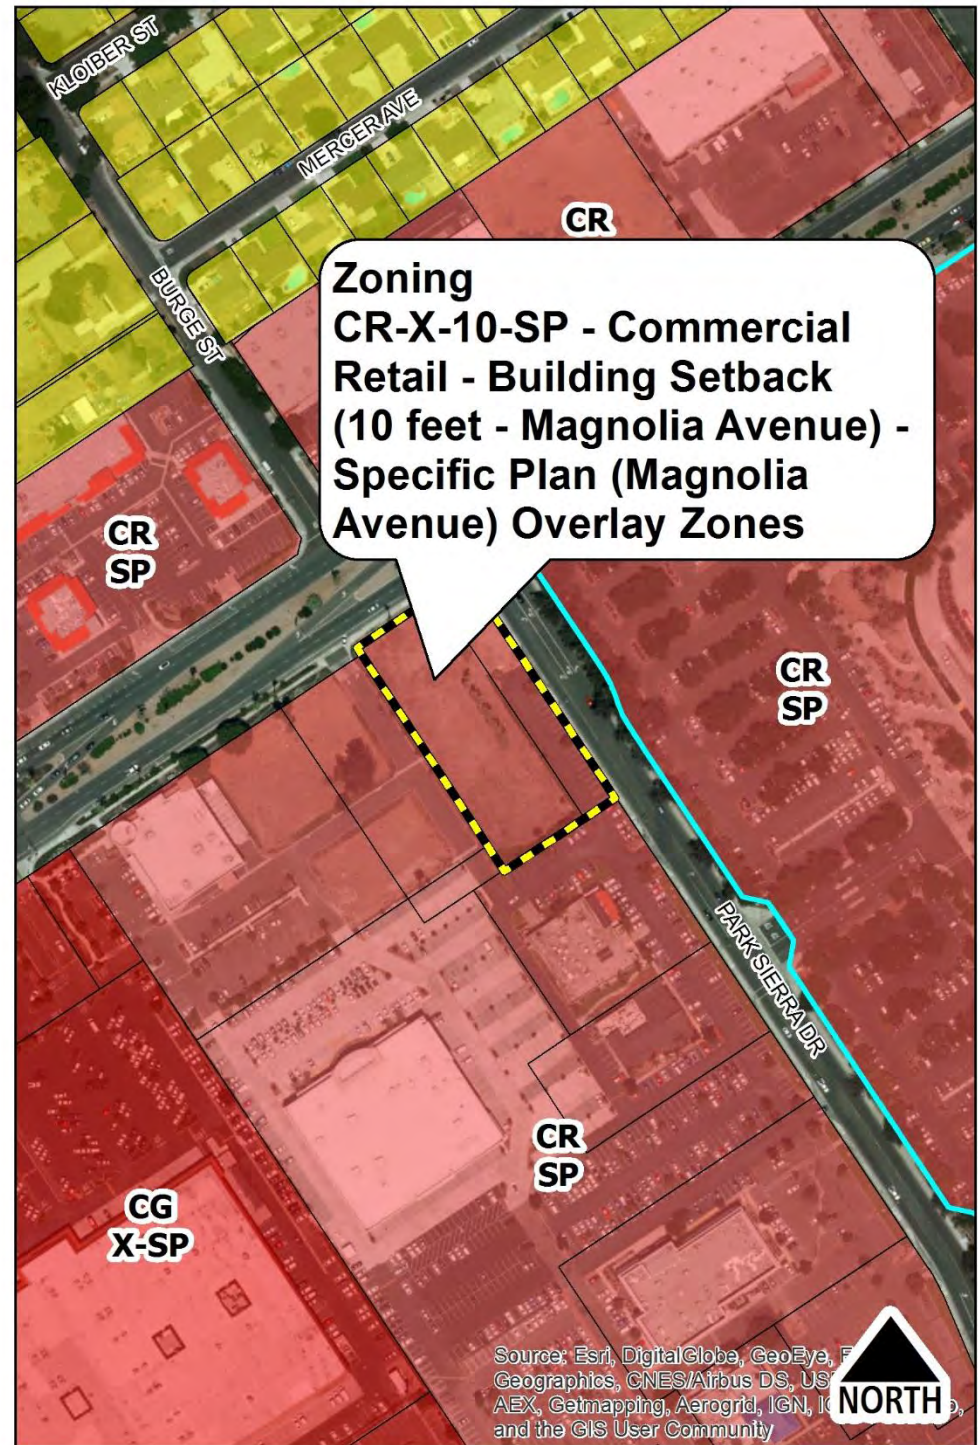 KLOIBER ST
MERCER AVE
BURGE ST
CR
Zoning
CR-X-10-SP - Commercial
Retail - Building Setback
(10 feet - Magnolia Avenue) -
Specific Plan (Magnolia
Avenue) Overlay Zones
CR
SP
CR
SP
PARK SIERRA DR
CR
SP
CG
X-SP
Source: Esri, DigitalGlobe, GeoEye,
Geographics, CNES/Airbus DS,
AEX, Getmapping, Aerogrid, IGN,
and the GIS User Community
NORTH